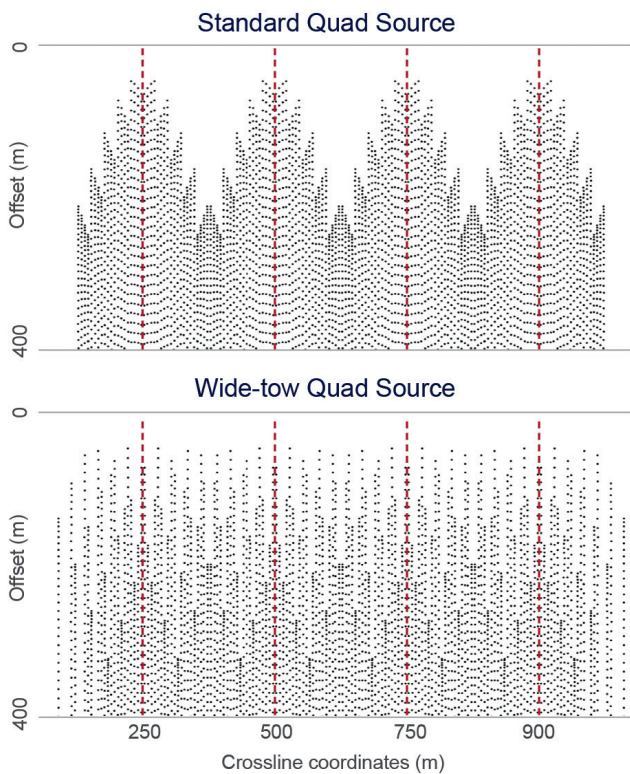 Standard Quad Source
0
Offset (m)
400
Wide-tow Quad Source
0
Offset (m)
400
250 500 750 900
Crossline coordinates (m)